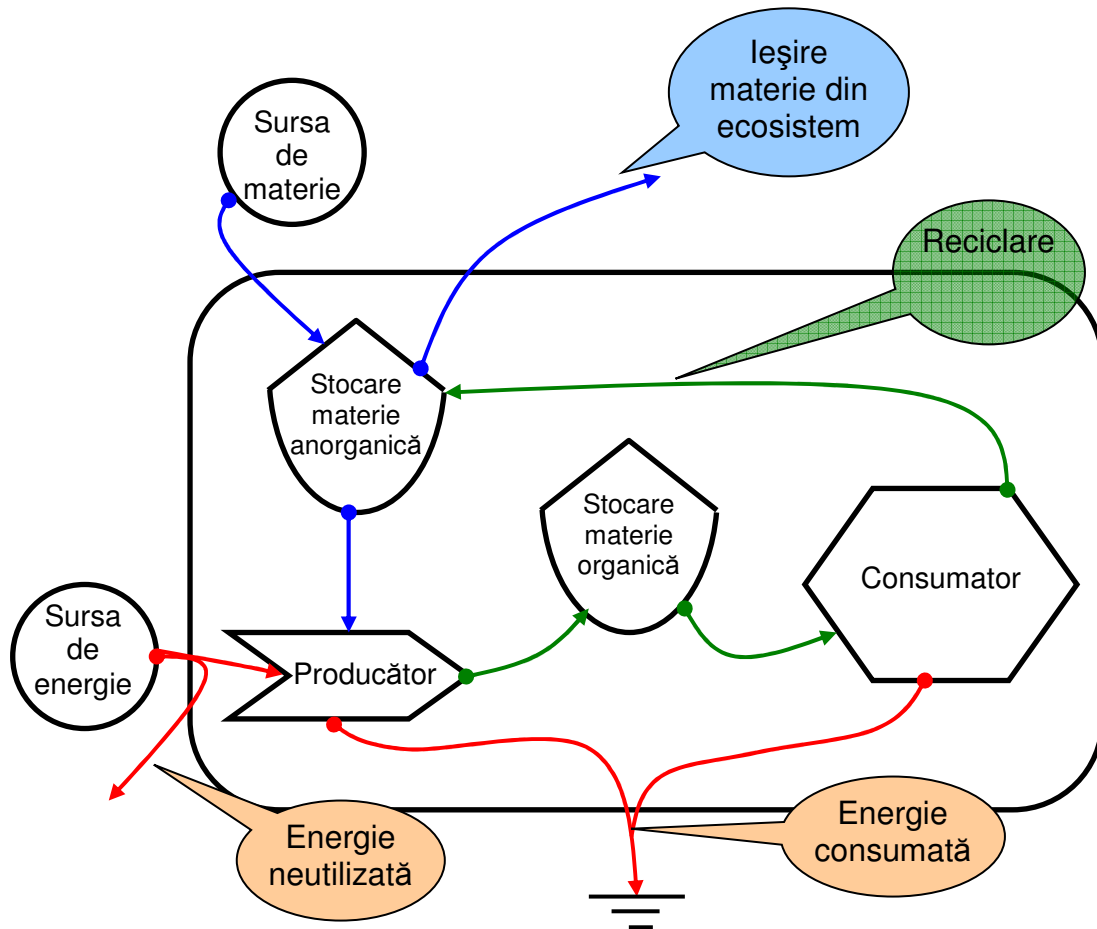 Ieşire
materie din
ecosistem
Sursa
de
materie
Reciclare
Stocare
materie
anorganică
Stocare
materie
organică
Consumator
Sursa
de
energie
Producător
Energie
neutilizată
Energie
consumată